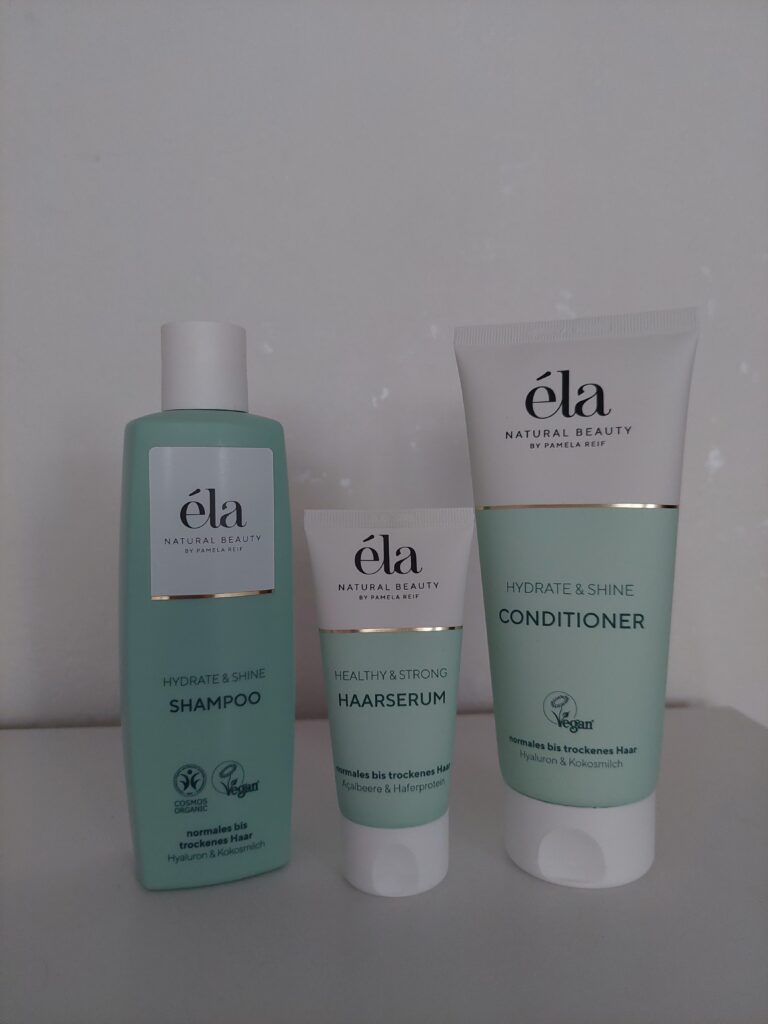 éla
NATURAL BEAUTY
BY PAMELA REIF
HYDRATE & SHINE
SHAMPOO
COSMOS
ORGANIC
Vegan
normales bis
trockenes Haar
Hyaluron & Kokosmilch
éla
NATURAL BEAUTY
BY PAMELA REIF
HEALTHY & STRONG
HAARSERUM
normales bis trockenes Haar
Açaíbeere & Haferprotein
éla
NATURAL BEAUTY
BY PAMELA REIF
HYDRATE & SHINE
CONDITIONER
Vegan
normales bis trockenes Haar
Hyaluron & Kokosmilch